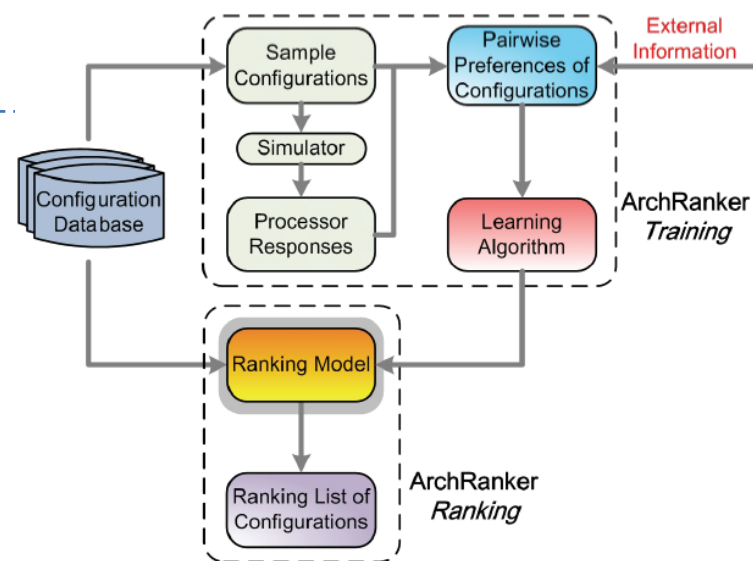 Sample
Configurations
Pairwise
Preferences of
Configurations
External
Information
Simulator
Configuration
Database
Processor
Responses
Learning
Algorithm
ArchRanker
Training
Ranking Model
Ranking List of
Configurations
ArchRanker
Ranking